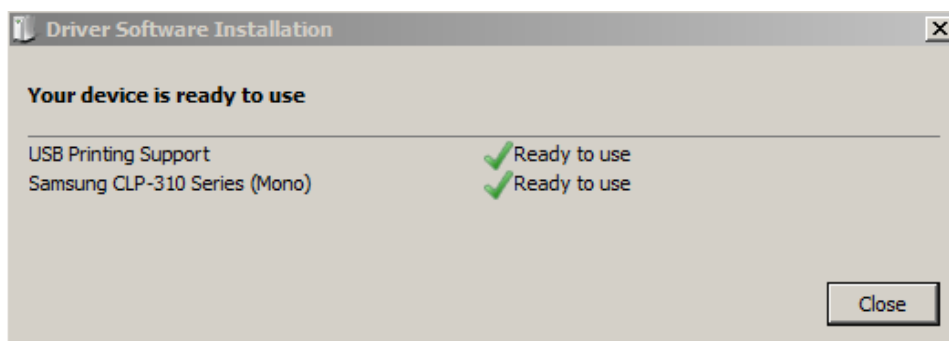 Driver Software Installation
Your device is ready to use
USB Printing Support Ready to use
Samsung CLP-310 Series (Mono) Ready to use
Close